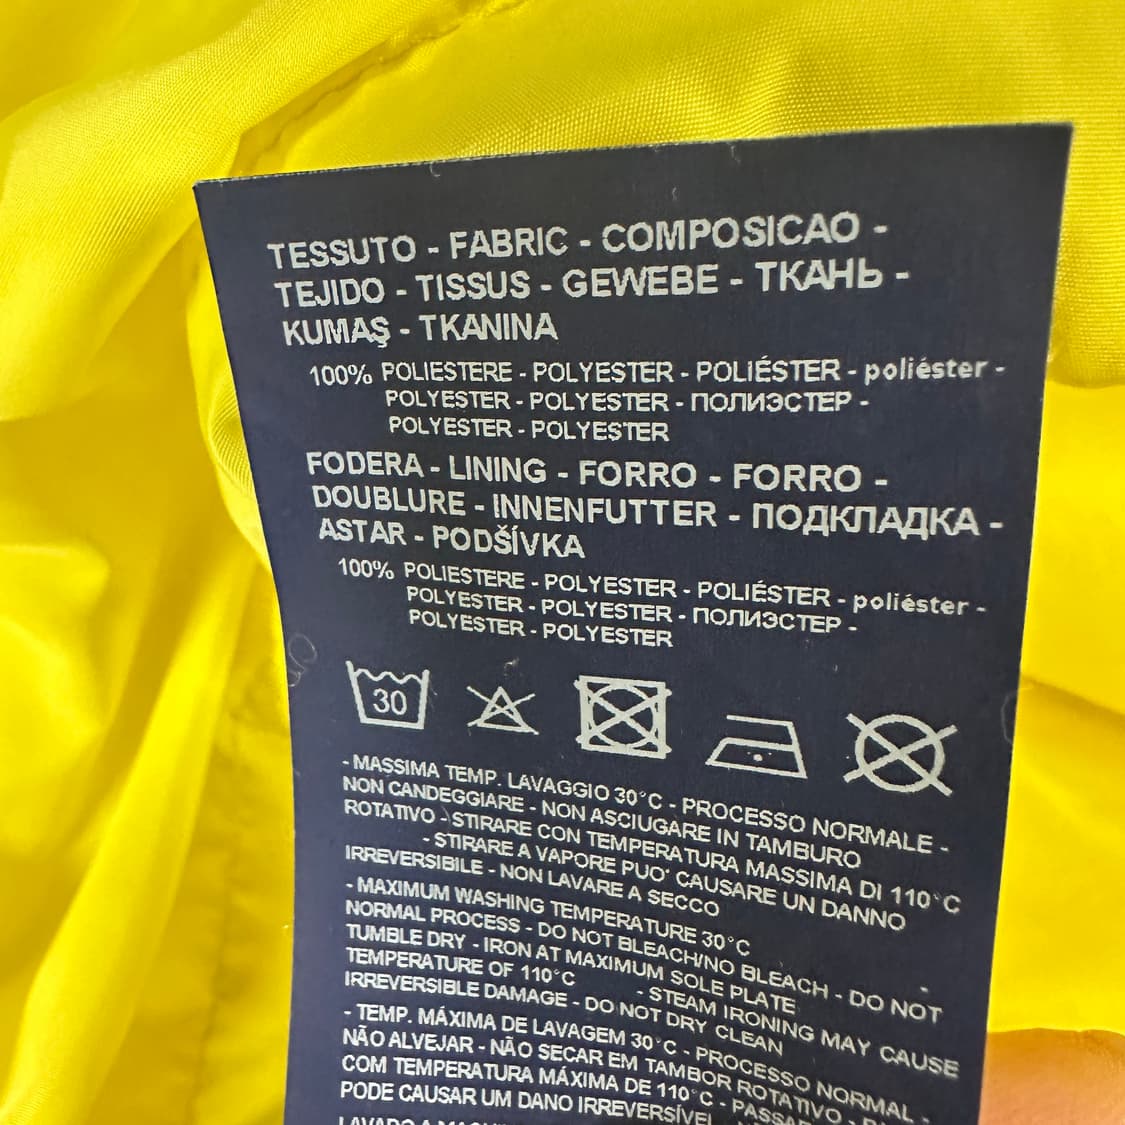 TESSUTO - FABRIC - COMPOSICAO -
TEJIDO - TISSUS - GEWEBE - ТКАНЬ -
KUMAŞ - TKANINA
100% POLIESTERE - POLYESTER - POLIÉSTER - poliéster -
POLYESTER - POLYESTER - ПОЛИЭСТЕР -
POLYESTER - POLYESTER
FODERA - LINING - FORRO - FORRO -
DOUBLURE - INNENFUTTER - ПОДКЛАДКА -
ASTAR - PODŠÍVKA
100% POLIESTERE - POLYESTER - POLIÉSTER - poliéster -
POLYESTER - POLYESTER - ПОЛИЭСТЕР -
POLYESTER - POLYESTER
30
- MASSIMA TEMP. LAVAGGIO 30°C - PROCESSO NORMALE -
NON CANDEGGIARE - NON ASCIUGARE IN TAMBURO
ROTATIVO - STIRARE CON TEMPERATURA MASSIMA DI 110°C
- STIRARE A VAPORE PUO' CAUSARE UN DANNO
IRREVERSIBILE - NON LAVARE A SECCO
- MAXIMUM WASHING TEMPERATURE 30°C -
NORMAL PROCESS - DO NOT BLEACH/NO BLEACH - DO NOT
TUMBLE DRY - IRON AT MAXIMUM SOLE PLATE
TEMPERATURE OF 110°C - STEAM IRONING MAY CAUSE
IRREVERSIBLE DAMAGE - DO NOT DRY CLEAN
- TEMP. MÁXIMA DE LAVAGEM 30°C - PROCESSO NORMAL -
NÃO ALVEJAR - NÃO SECAR EM TAMBOR ROTATIVO -
COM TEMPERATURA MÁXIMA DE 110°C - PASSAR
PODE CAUSAR UM DANO IRREVERSÍVEL